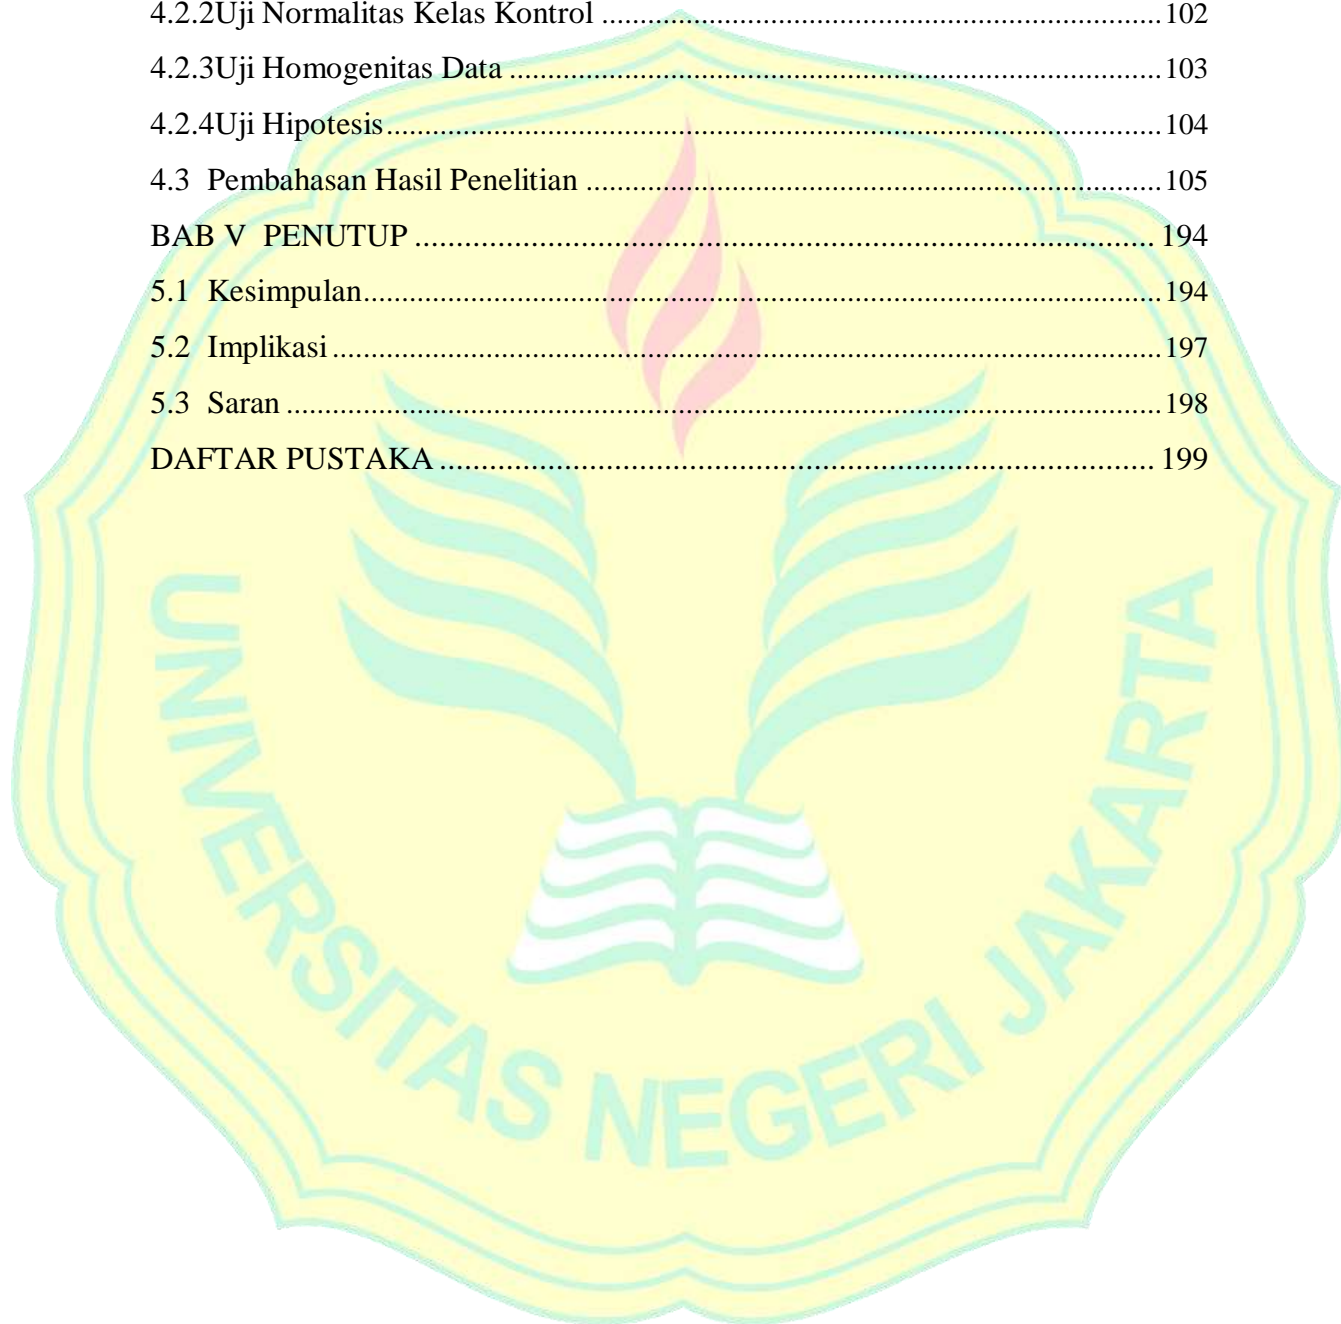 4.2.2Uji Normalitas Kelas Kontrol ........................................................................ 102
4.2.3Uji Homogenitas Data .................................................................................... 103
4.2.4Uji Hipotesis.................................................................................................... 104
4.3 Pembahasan Hasil Penelitian ......................................................................... 105
BAB V PENUTUP .............................................................................................. 194
5.1 Kesimpulan...................................................................................................... 194
5.2 Implikasi .......................................................................................................... 197
5.3 Saran ................................................................................................................ 198
DAFTAR PUSTAKA ........................................................................................... 199
UNIVERSITAS NEGERI JAKARTA